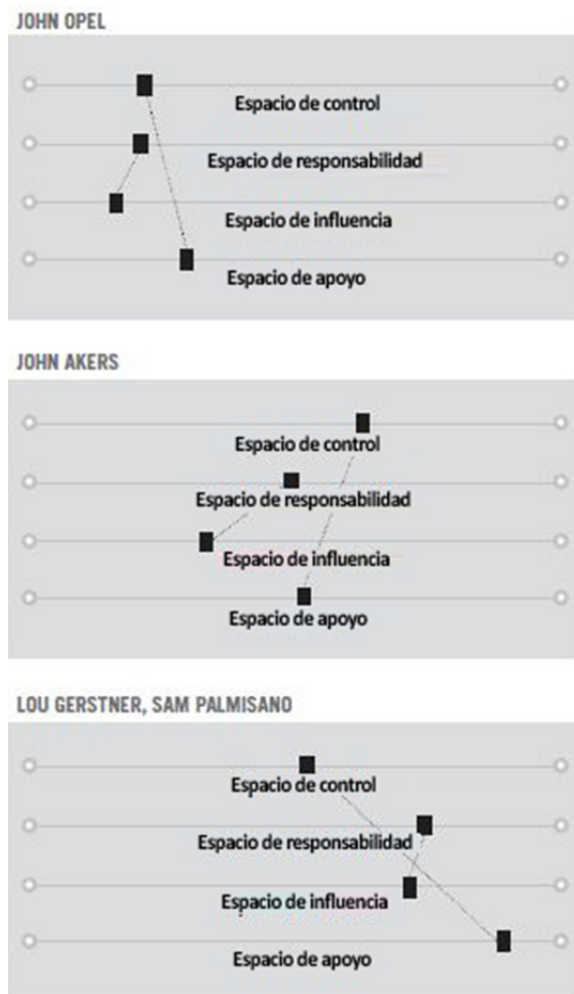 JOHN OPEL
Espacio de control
Espacio de responsabilidad
Espacio de influencia
Espacio de apoyo
JOHN AKERS
Espacio de control
Espacio de responsabilidad
Espacio de influencia
Espacio de apoyo
LOU GERSTNER, SAM PALMISANO
Espacio de control
Espacio de responsabilidad
Espacio de influencia
Espacio de apoyo